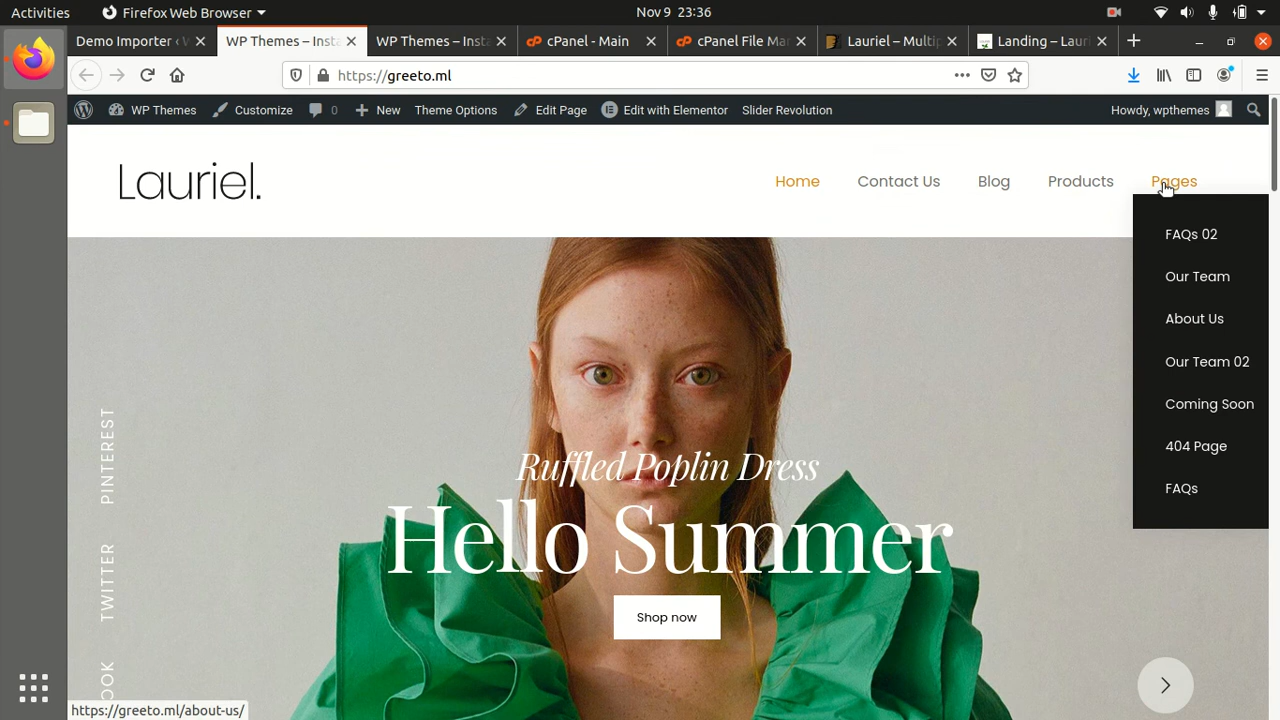 Activities Firefox Web Browser Nov 9 23:36
Demo Importer ‹ W WP Themes – Insta WP Themes – Insta cPanel - Main cPanel File Man Lauriel – Multip Landing – Lauri
https://greeto.ml
WP Themes Customize 0 New Theme Options Edit Page Edit with Elementor Slider Revolution Howdy, wpthemes
Lauriel. Home Contact Us Blog Products Pages
FAQs 02
Our Team
About Us
Our Team 02
Coming Soon
404 Page
FAQs
PINTEREST
TWITTER
OOK
Ruffled Poplin Dress
Hello Summer
Shop now
https://greeto.ml/about-us/